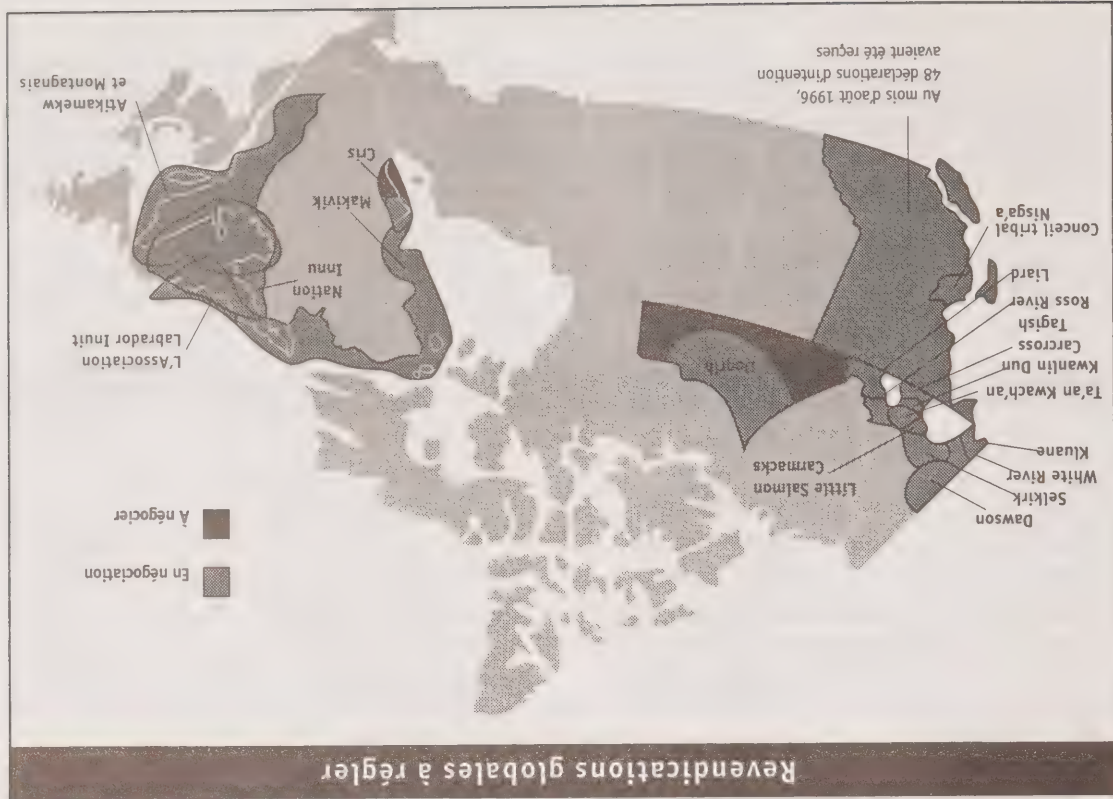 Revendications globales à régler
En négociation
À négocier
Dawson
Selkirk
White River
Kluane
Little Salmon
Carmacks
Ta'an Kwach'an
Kwanlin Dun
Carcross
Tagish
Ross River
Liard
Conceil tribal
Nisga'a
Dogrib
Au mois d'août 1996,
48 déclarations d'intention
avaient été reçues
L'Association
Labrador Inuit
Innu
Nation
Makivik
Cris
Atikamekw
et Montagnais